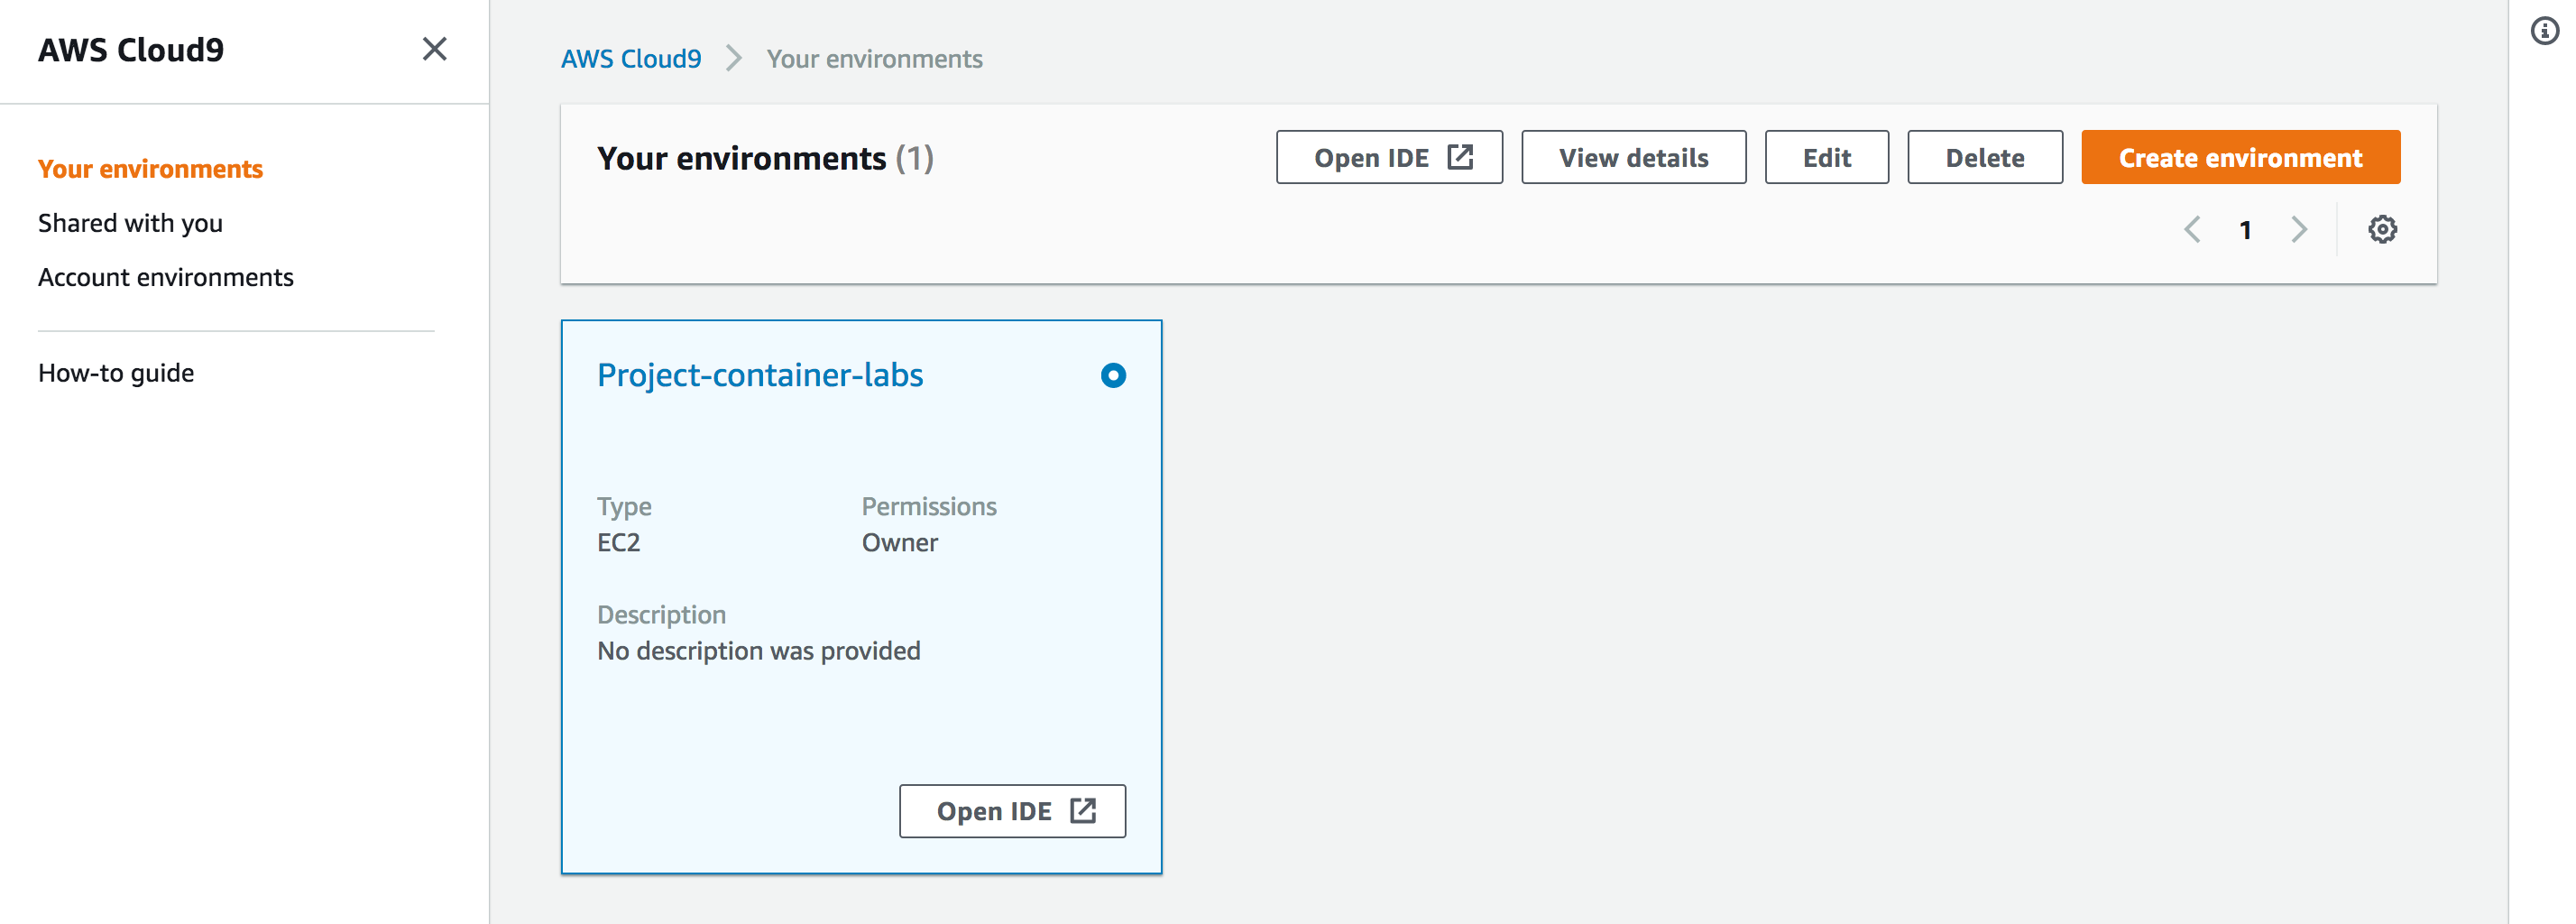 AWS Cloud9
Your environments
Shared with you
Account environments
How-to guide
AWS Cloud9 > Your environments
Your environments (1)
Open IDE
View details
Edit
Delete
Create environment
1
Project-container-labs
Type
EC2
Permissions
Owner
Description
No description was provided
Open IDE